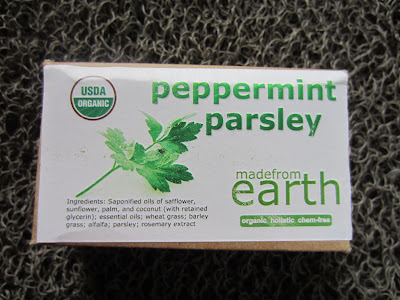 USDA
ORGANIC
peppermint
parsley
madefrom
earth
organic holistic chem-free
Ingredients: Saponified oils of safflower,
sunflower, palm, and coconut (with retained
glycerin); essential oils; wheat grass; barley
grass; alfalfa; parsley; rosemary extract